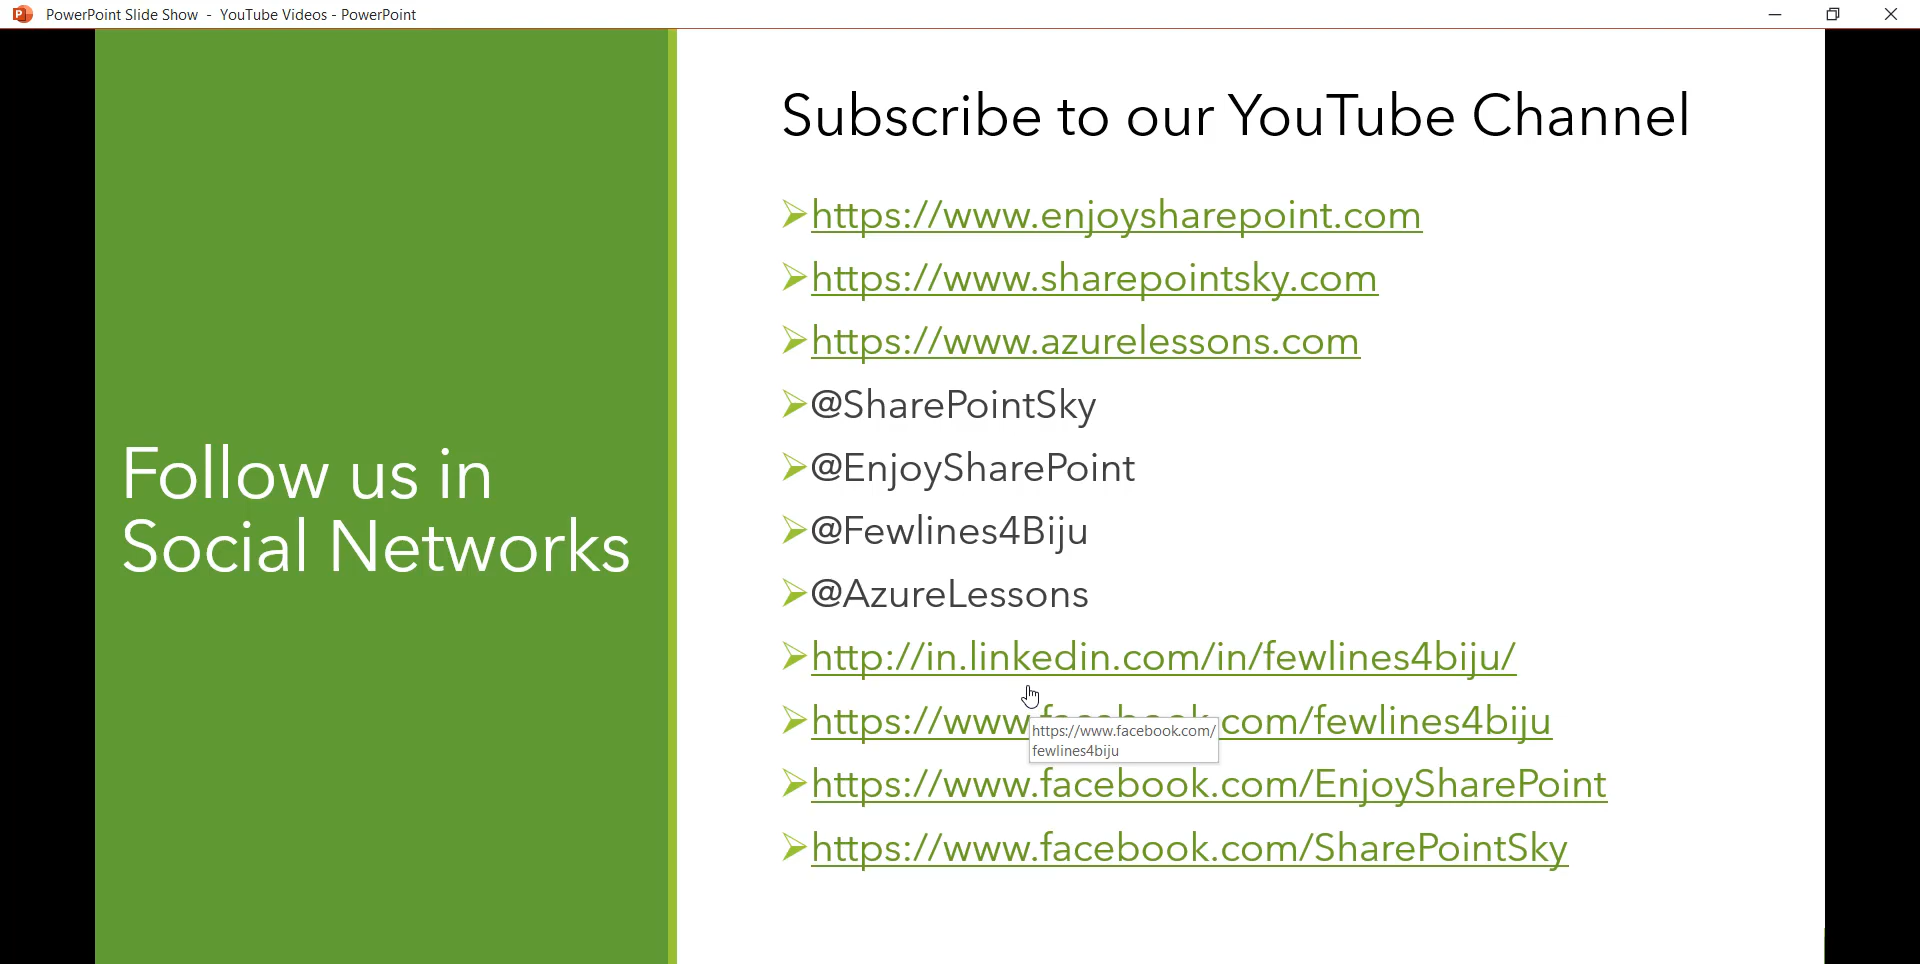 PowerPoint Slide Show - YouTube Videos - PowerPoint
Follow us in
Social Networks
Subscribe to our YouTube Channel
https://www.enjoysharepoint.com
https://www.sharepointsky.com
https://www.azurelessons.com
@SharePointSky
@EnjoySharePoint
@Fewlines4Biju
@AzureLessons
http://in.linkedin.com/in/fewlines4biju/
https://www.facebook.com/fewlines4biju
https://www.facebook.com/
fewlines4biju
https://www.facebook.com/EnjoySharePoint
https://www.facebook.com/SharePointSky